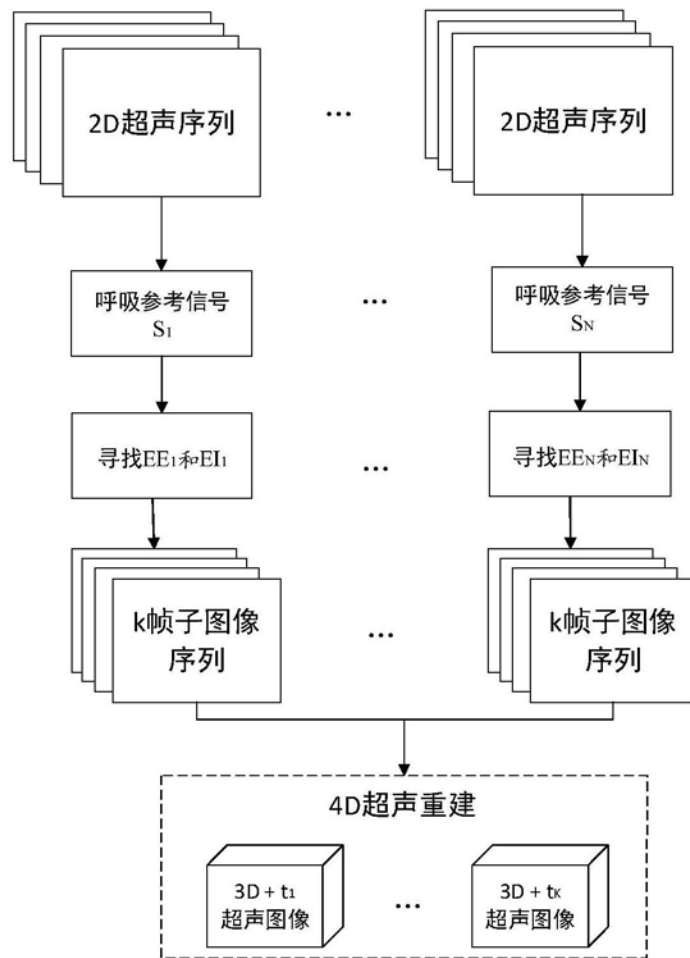 2D超声序列
...
2D超声序列
呼吸参考信号
S1
...
呼吸参考信号
SN
寻找EE1和EI1
...
寻找EEN和EIN
k帧子图像
序列
...
k帧子图像
序列
4D超声重建
3D + t1
超声图像
...
3D + tK
超声图像